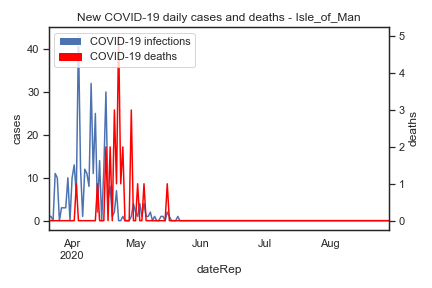 New COVID-19 daily cases and deaths - Isle_of_Man
COVID-19 infections
COVID-19 deaths
cases
40
30
20
10
0
deaths
5
4
3
2
1
0
Apr
2020
May
Jun
Jul
Aug
dateRep